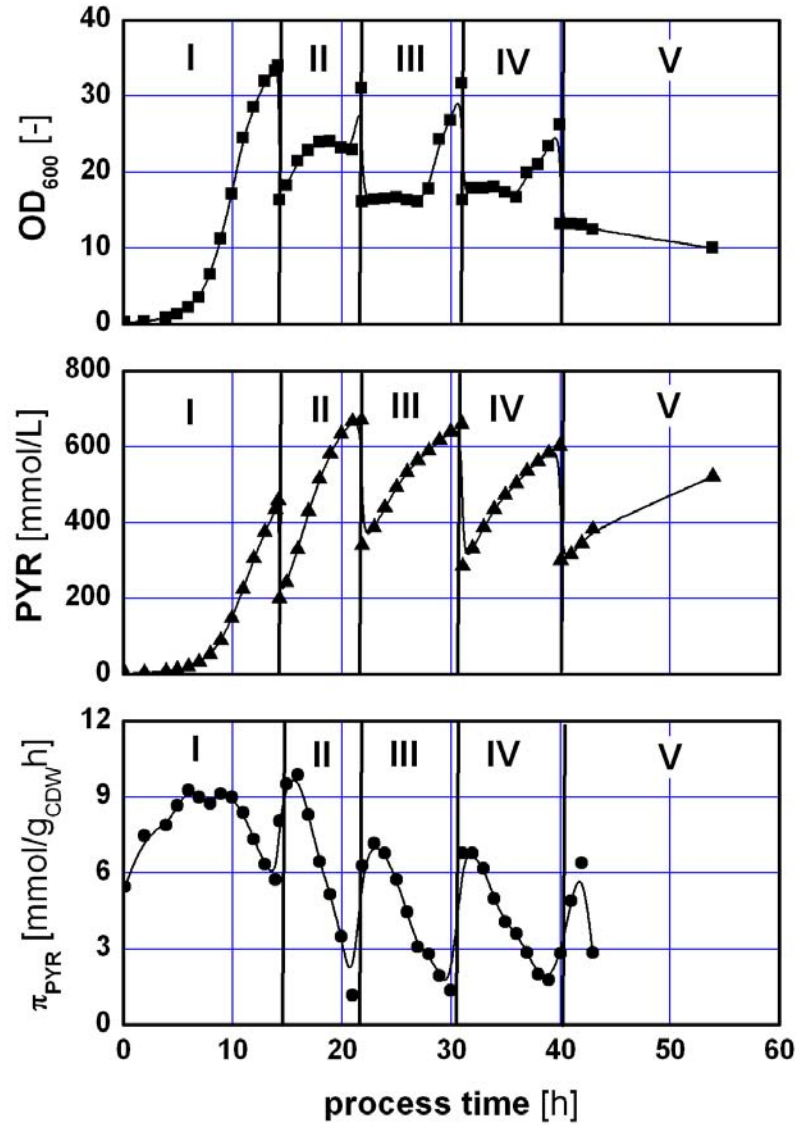 40
30
20
10
0
OD600 [-]
I II III IV V
800
600
400
200
0
PYR [mmol/L]
I II III IV V
12
9
6
3
0
πPYR [mmol/gCDWh]
I II III IV V
0 10 20 30 40 50 60
process time [h]